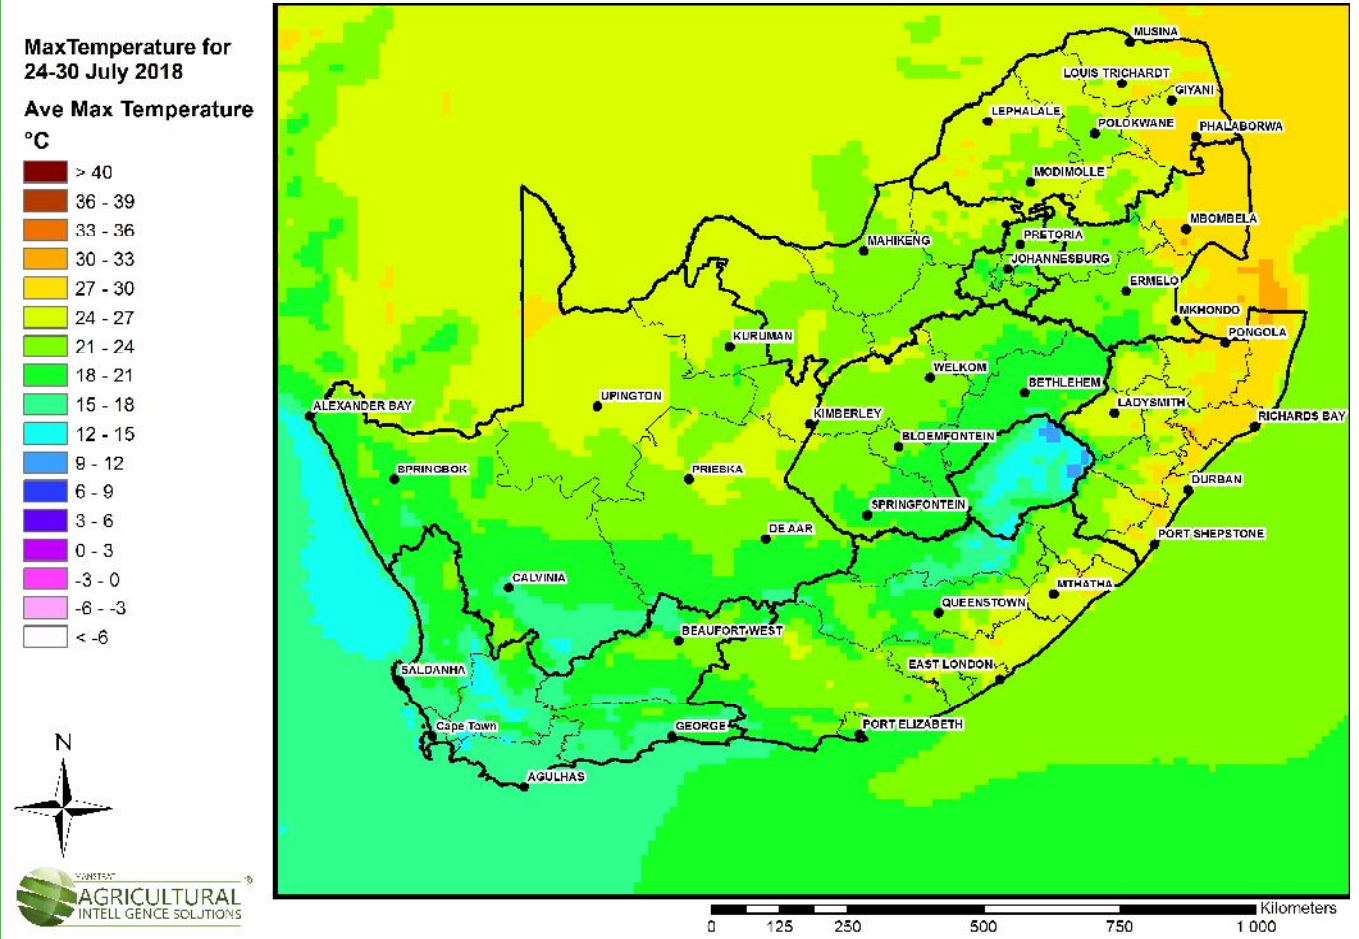 MaxTemperature for
24-30 July 2018
Ave Max Temperature
°C
> 40
36 - 39
33 - 36
30 - 33
27 - 30
24 - 27
21 - 24
18 - 21
15 - 18
12 - 15
9 - 12
6 - 9
3 - 6
0 - 3
-3 - 0
-6 - -3
< -6
N
MANSTRAT
AGRICULTURAL
INTELLIGENCE SOLUTIONS
®
MUSINA
LOUIS TRICHARDT
GIYANI
LEPHALALE
POLOKWANE
PHALABORWA
MODIMOLLE
MBOMBELA
PRETORIA
MAHIKENG
JOHANNESBURG
ERMELO
MKHONDO
PONGOLA
KURUMAN
WELKOM
BETHLEHEM
UPINGTON
LADYSMITH
ALEXANDER BAY
KIMBERLEY
RICHARDS BAY
BLOEMFONTEIN
SPRINGBOK
PRIESKA
DURBAN
SPRINGFONTEIN
DE AAR
PORT SHEPSTONE
CALVINIA
MTHATHA
QUEENSTOWN
BEAUFORT WEST
EAST LONDON
SALDANHA
Cape Town
GEORGE
PORT ELIZABETH
AGULHAS
Kilometers
0 125 250 500 750 1 000